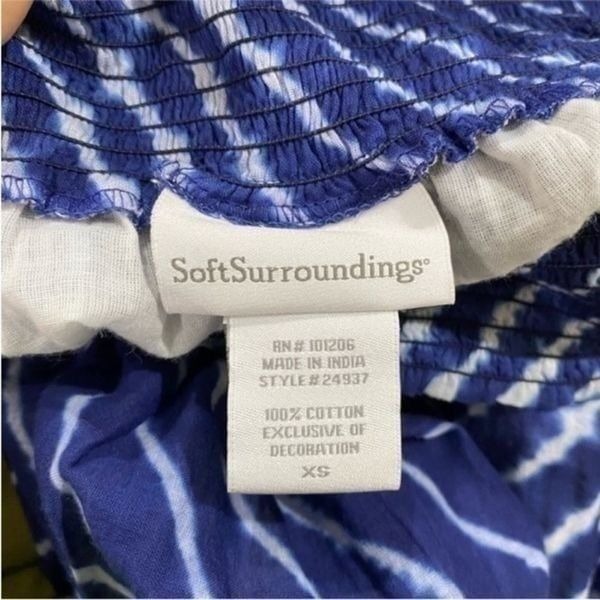 SoftSurroundings®
RN# 101206
MADE IN INDIA
STYLE# 24937
100% COTTON
EXCLUSIVE OF
DECORATION
XS